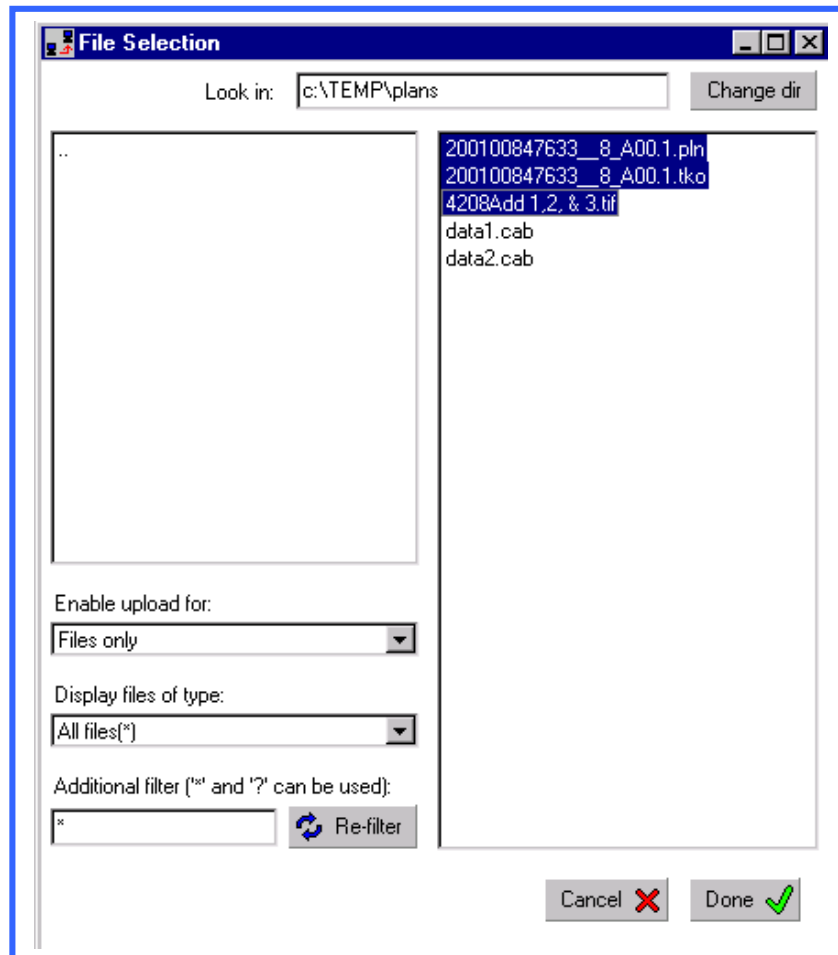 File Selection
Look in: c:\TEMP\plans Change dir
..
200100847633__8_A00.1.pln
200100847633__8_A00.1.tko
4208Add 1,2, & 3.tif
data1.cab
data2.cab
Enable upload for:
Files only
Display files of type:
All files(*)
Additional filter ('*' and '?' can be used):
* Re-filter
Cancel Done